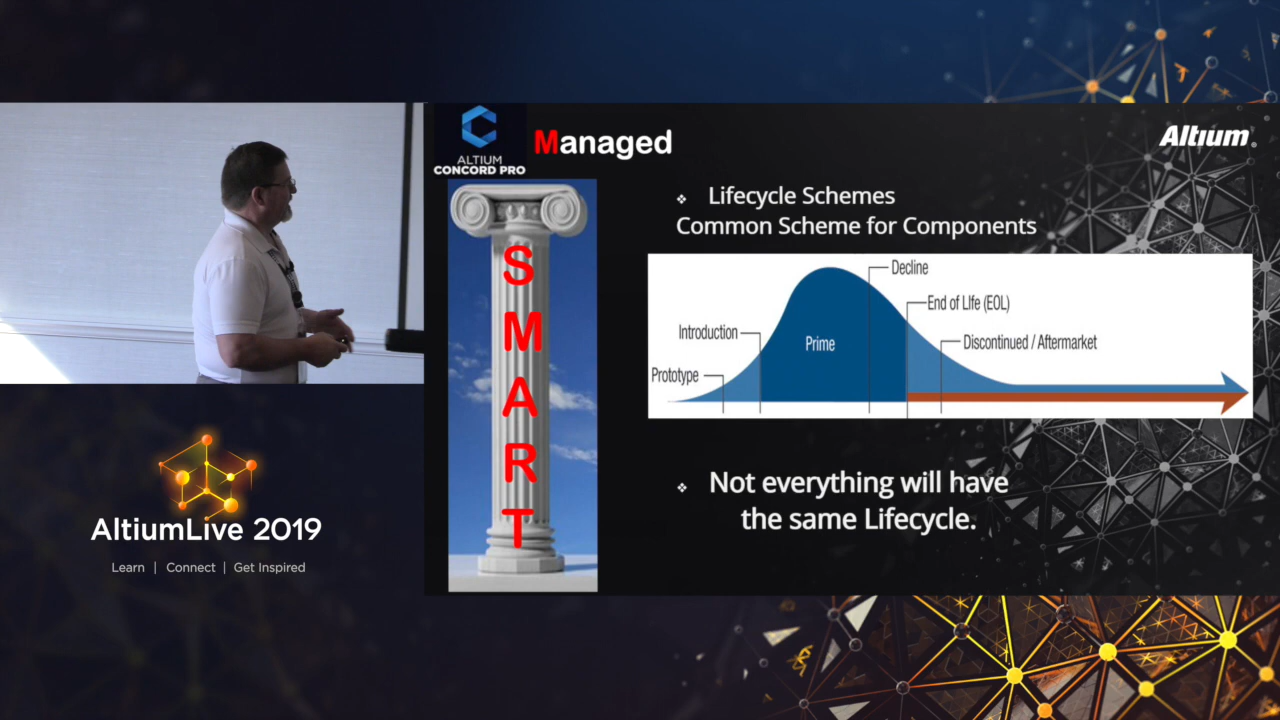 ALTIUM
CONCORD PRO
Managed
Altium®
S
M
A
R
T
❖ Lifecycle Schemes
Common Scheme for Components
Decline
End of LIfe (EOL)
Introduction
Prime
Discontinued / Aftermarket
Prototype
❖ Not everything will have
the same Lifecycle.
AltiumLive 2019
Learn | Connect | Get Inspired